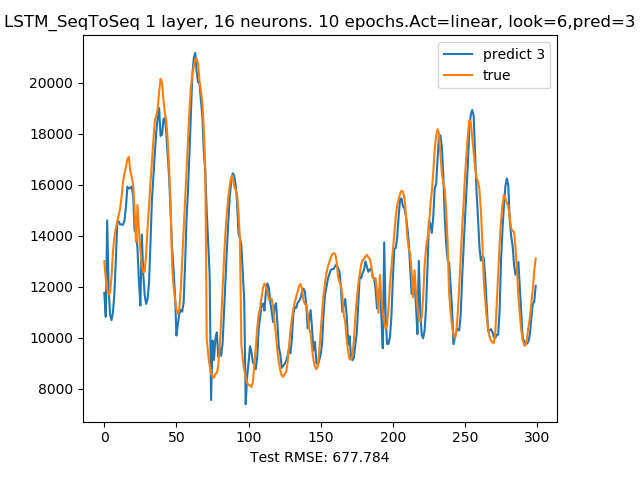 LSTM_SeqToSeq 1 layer, 16 neurons. 10 epochs.Act=linear, look=6,pred=3
predict 3
true
20000
18000
16000
14000
12000
10000
8000
0 50 100 150 200 250 300
Test RMSE: 677.784